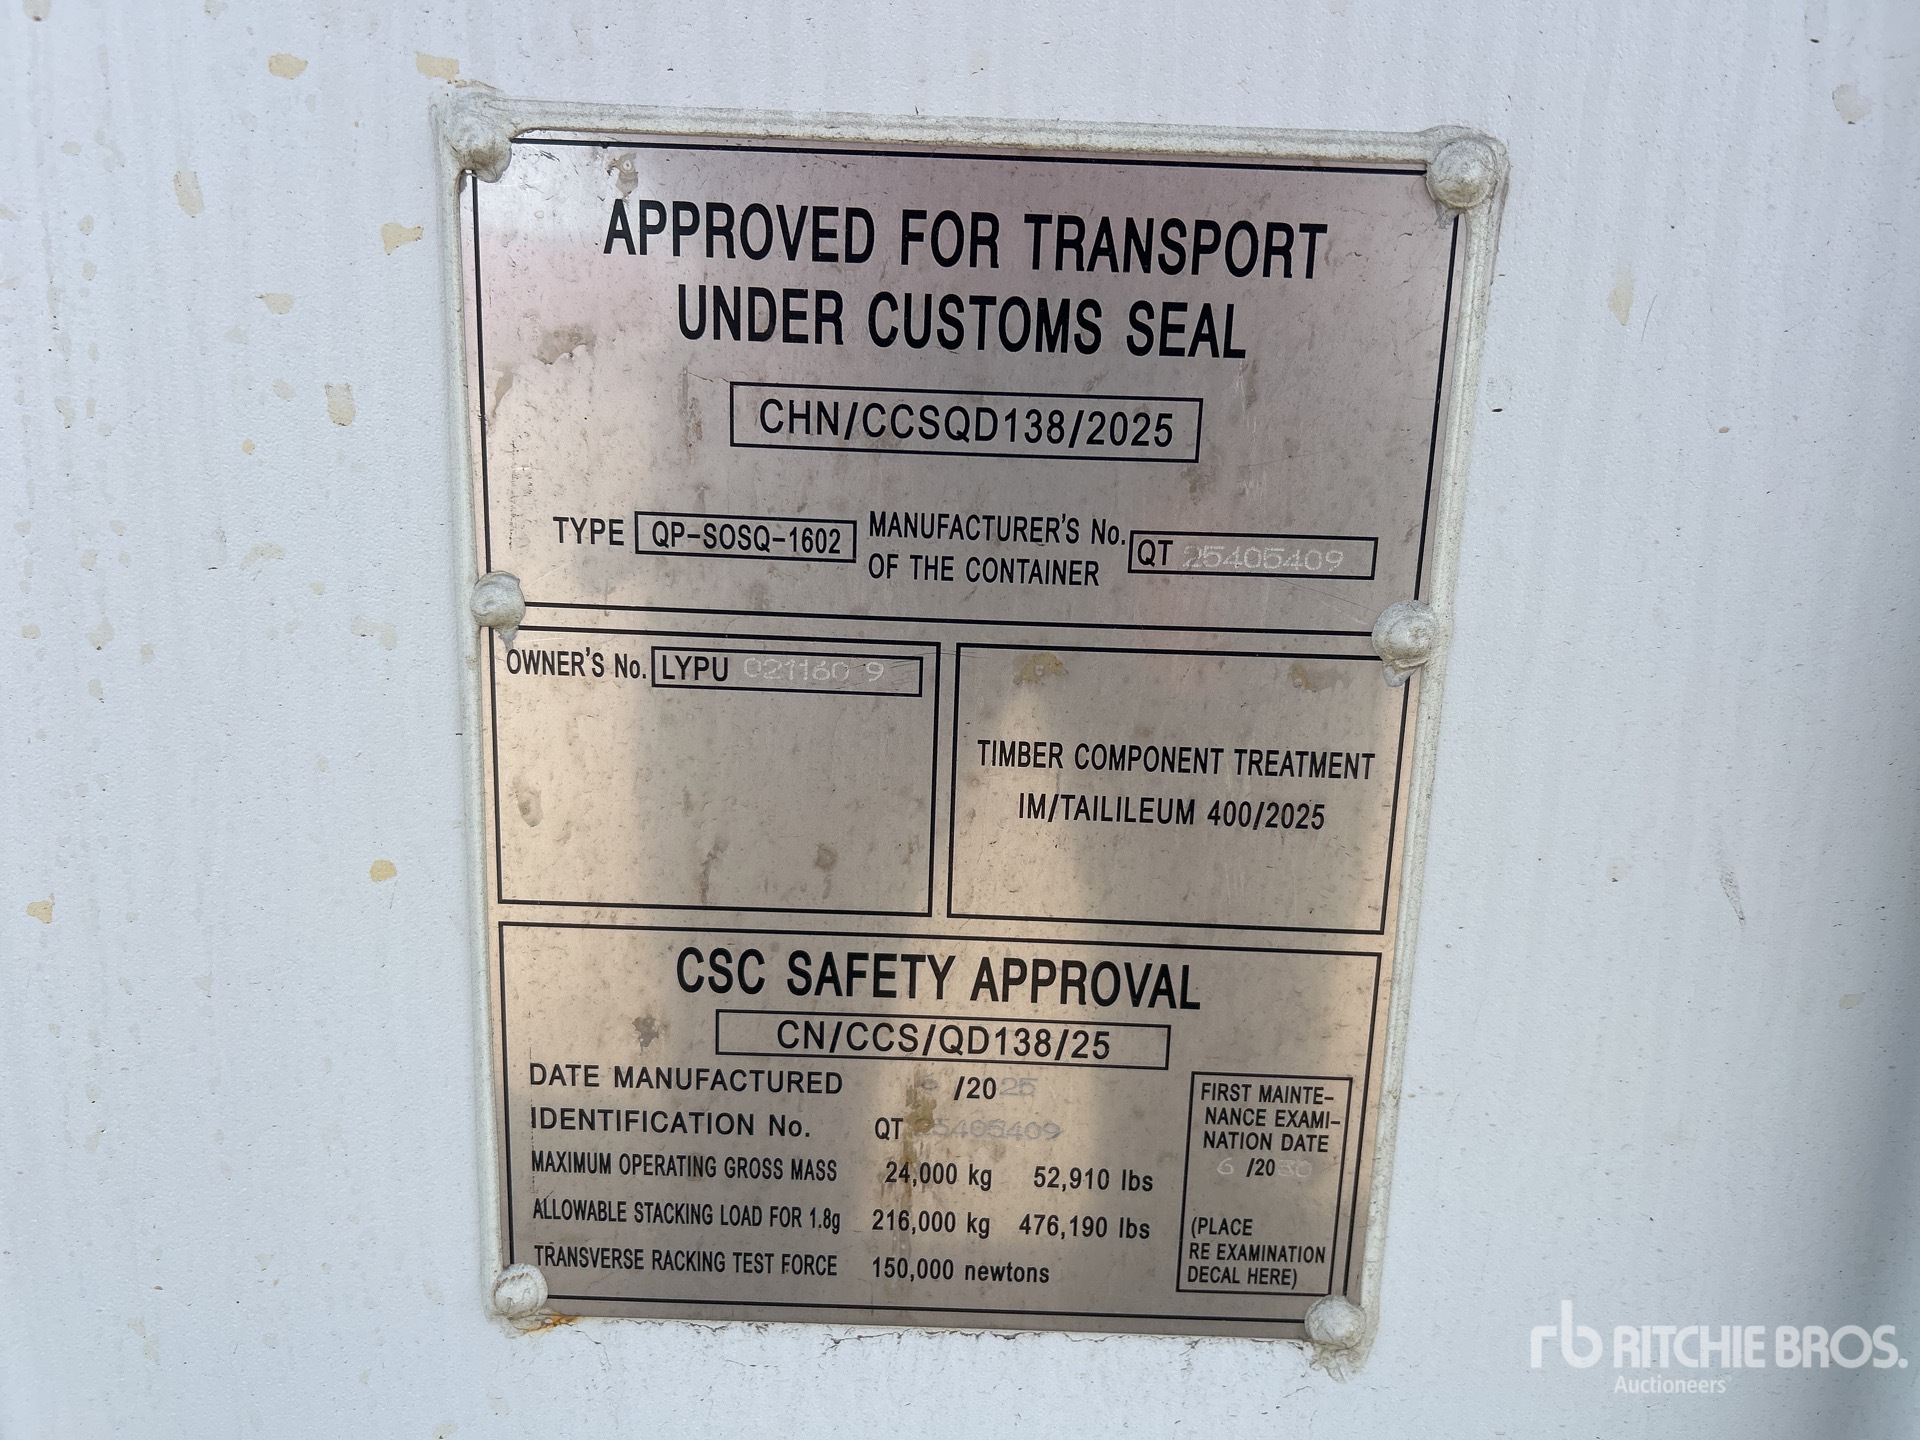 APPROVED FOR TRANSPORT
UNDER CUSTOMS SEAL
CHN/CCSQD138/2025
TYPE QP-SOSQ-1602
MANUFACTURER'S No.
OF THE CONTAINER
QT 25405409
OWNER'S No. LYPU 021160 9
TIMBER COMPONENT TREATMENT
IM/TAILILEUM 400/2025
CSC SAFETY APPROVAL
CN/CCS/QD138/25
DATE MANUFACTURED /2025
IDENTIFICATION No. QT 25405409
MAXIMUM OPERATING GROSS MASS 24,000 kg 52,910 lbs
ALLOWABLE STACKING LOAD FOR 1.8g 216,000 kg 476,190 lbs
TRANSVERSE RACKING TEST FORCE 150,000 newtons
FIRST MAINTE-
NANCE EXAMI-
NATION DATE
6 /2030
(PLACE
RE EXAMINATION
DECAL HERE)
rb RITCHIE BROS.
Auctioneers